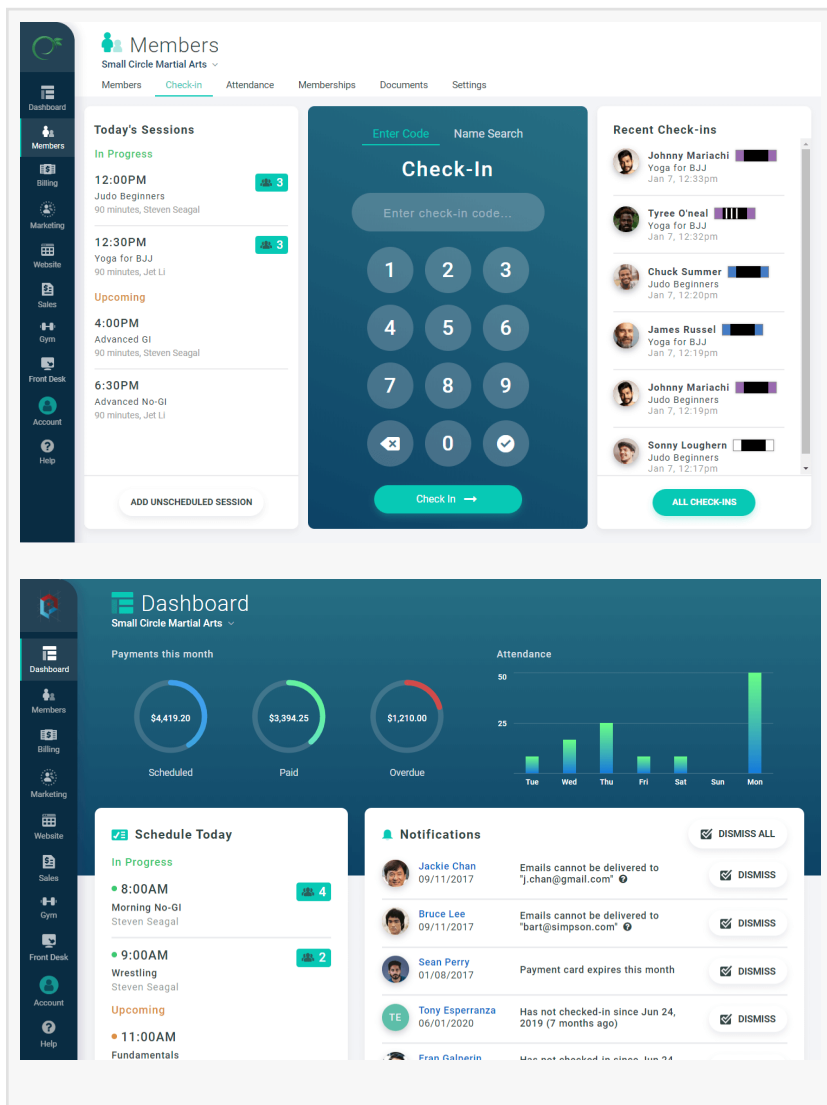 Members
Small Circle Martial Arts
Members Check-in Attendance Memberships Documents Settings
Dashboard
Members
Billing
Marketing
Website
Sales
Gym
Front Desk
Account
Help
Today's Sessions
In Progress
12:00PM 3
Judo Beginners
90 minutes, Steven Seagal
12:30PM 3
Yoga for BJJ
90 minutes, Jet Li
Upcoming
4:00PM
Advanced GI
90 minutes, Steven Seagal
6:30PM
Advanced No-GI
90 minutes, Jet Li
ADD UNSCHEDULED SESSION
Enter Code Name Search
Check-In
Enter check-in code...
1 2 3
4 5 6
7 8 9
0
Check In
Recent Check-ins
Johnny Mariachi
Yoga for BJJ
Jan 7, 12:33pm
Tyree O'neal
Yoga for BJJ
Jan 7, 12:32pm
Chuck Summer
Judo Beginners
Jan 7, 12:20pm
James Russel
Yoga for BJJ
Jan 7, 12:19pm
Johnny Mariachi
Judo Beginners
Jan 7, 12:19pm
Sonny Loughern
Judo Beginners
Jan 7, 12:17pm
ALL CHECK-INS
Dashboard
Small Circle Martial Arts
Dashboard
Members
Billing
Marketing
Website
Sales
Gym
Front Desk
Account
Help
Payments this month
$4,419.20 $3,394.25 $1,210.00
Scheduled Paid Overdue
Attendance
50
25
Tue Wed Thu Fri Sat Sun Mon
Schedule Today
In Progress
8:00AM 4
Morning No-GI
Steven Seagal
9:00AM 2
Wrestling
Steven Seagal
Upcoming
11:00AM
Fundamentals
Notifications DISMISS ALL
Jackie Chan
09/11/2017
Emails cannot be delivered to
"j.chan@gmail.com"
DISMISS
Bruce Lee
09/11/2017
Emails cannot be delivered to
"bart@simpson.com"
DISMISS
Sean Perry
01/08/2017
Payment card expires this month
DISMISS
TE
Tony Esperranza
06/01/2020
Has not checked-in since Jun 24,
2019 (7 months ago)
DISMISS
Fran Galperin
Has not checked-in since Jun 24